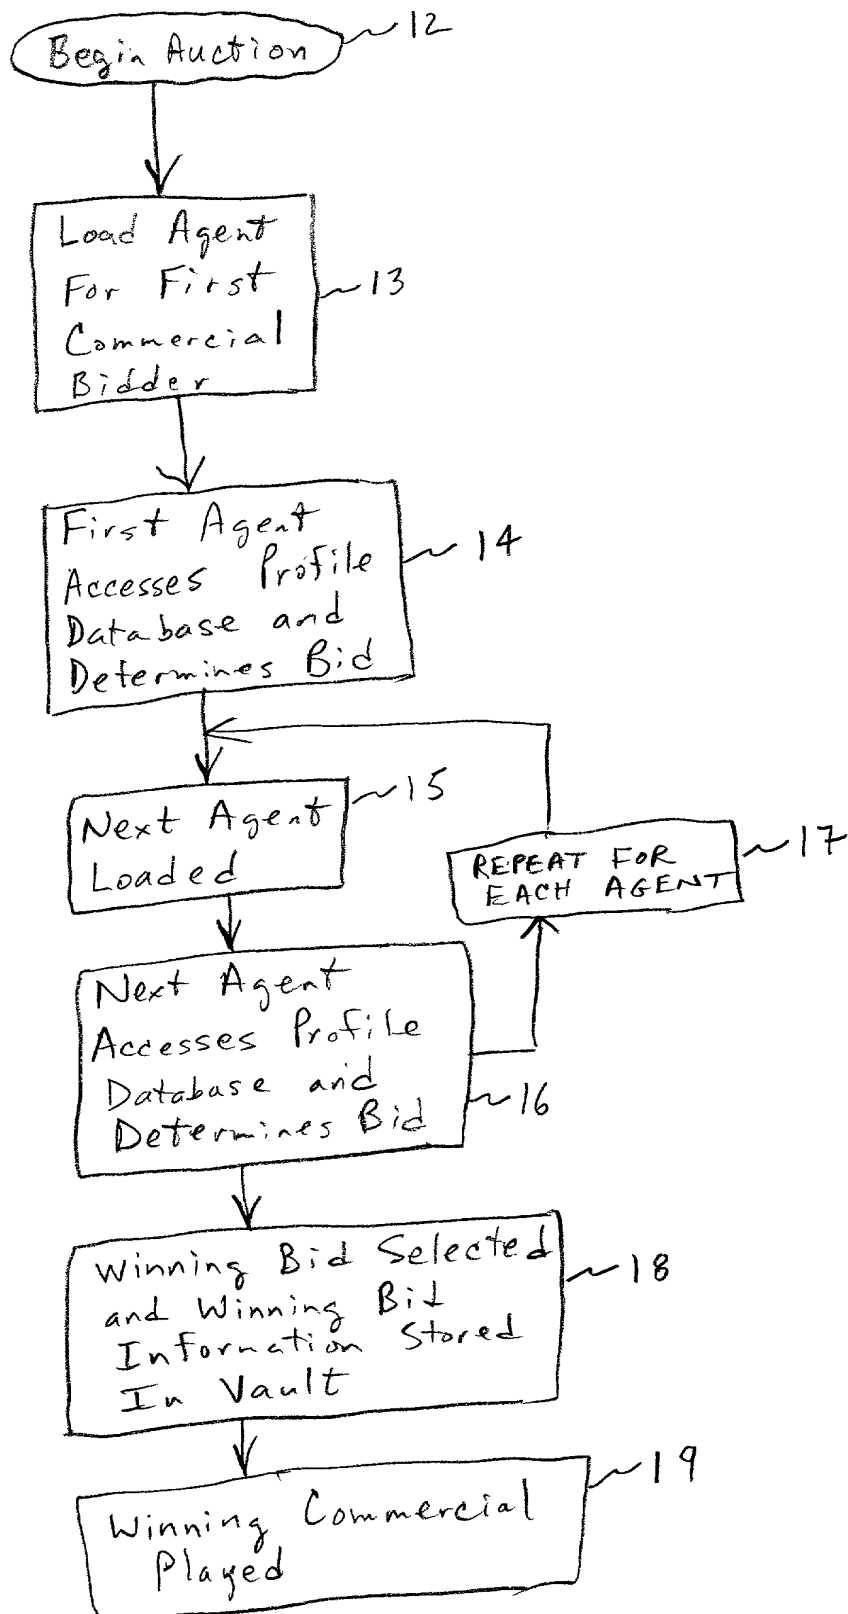 Begin Auction
12
Load Agent
For First
Commercial
Bidder
13
First Agent
Accesses Profile
Database and
Determines Bid
14
Next Agent
Loaded
15
REPEAT FOR
EACH AGENT
17
Next Agent
Accesses Profile
Database and
Determines Bid
16
Winning Bid Selected
and Winning Bid
Information Stored
In Vault
18
Winning Commercial
Played
19